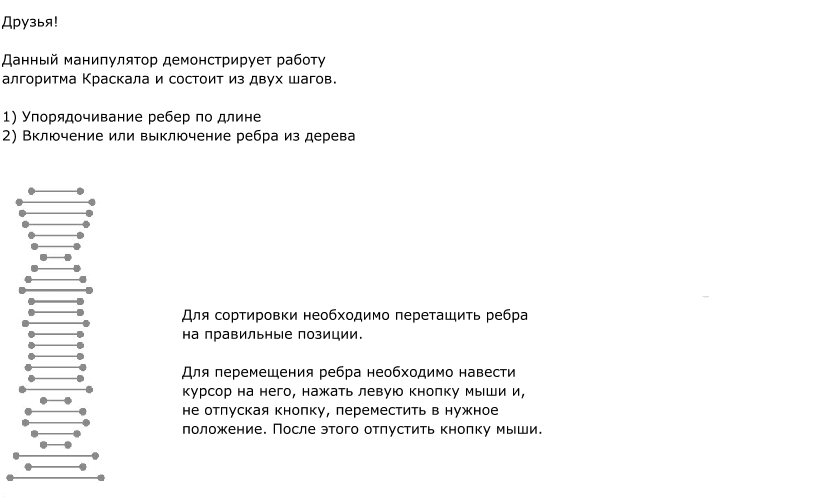 Друзья!
Данный манипулятор демонстрирует работу
алгоритма Краскала и состоит из двух шагов.
1) Упорядочивание ребер по длине
2) Включение или выключение ребра из дерева
Для сортировки необходимо перетащить ребра
на правильные позиции.
Для перемещения ребра необходимо навести
курсор на него, нажать левую кнопку мыши и,
не отпуская кнопку, переместить в нужное
положение. После этого отпустить кнопку мыши.